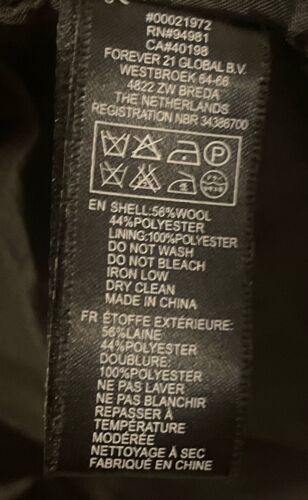 #00021972
RN#94981
CA#40198
FOREVER 21 GLOBAL B.V.
WESTBROEK 64-66
4822 ZW BREDA
THE NETHERLANDS
REGISTRATION NBR 34386700
P
EN SHELL:56%WOOL
44%POLYESTER
LINING:100%POLYESTER
DO NOT WASH
DO NOT BLEACH
IRON LOW
DRY CLEAN
MADE IN CHINA
FR ÉTOFFE EXTÉRIEURE:
56%LAINE
44%POLYESTER
DOUBLURE:
100%POLYESTER
NE PAS LAVER
NE PAS BLANCHIR
REPASSER À
TEMPÉRATURE
MODÉRÉE
NETTOYAGE À SEC
FABRIQUÉ EN CHINE